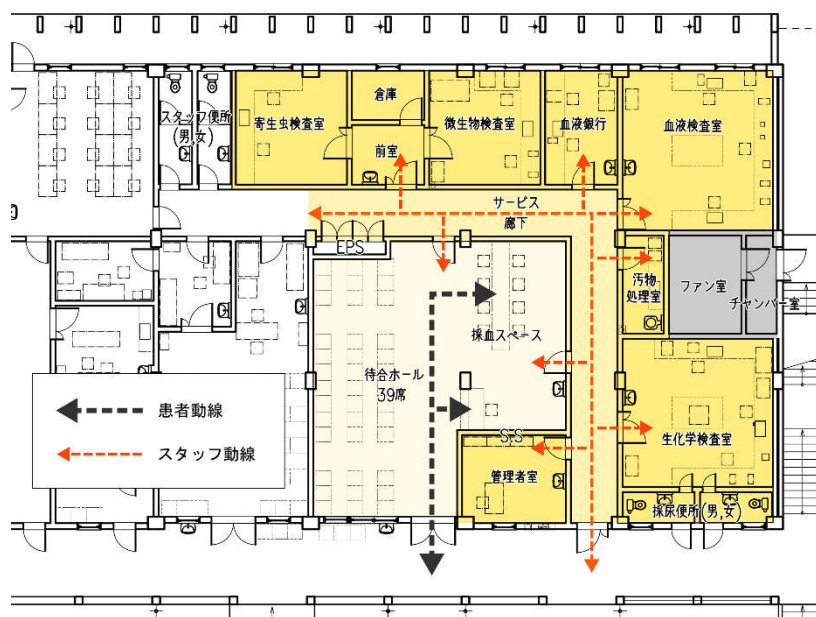 スタッフ便所
(男,女)
寄生虫検査室
倉庫
前室
微生物検査室
血液銀行
血液検査室
サービス
廊下
EPS
汚物
処理室
ファン室
チャンバー室
採血スペース
待合ホール
39席
患者動線
スタッフ動線
S.S
管理者室
生化学検査室
採尿便所(男,女)